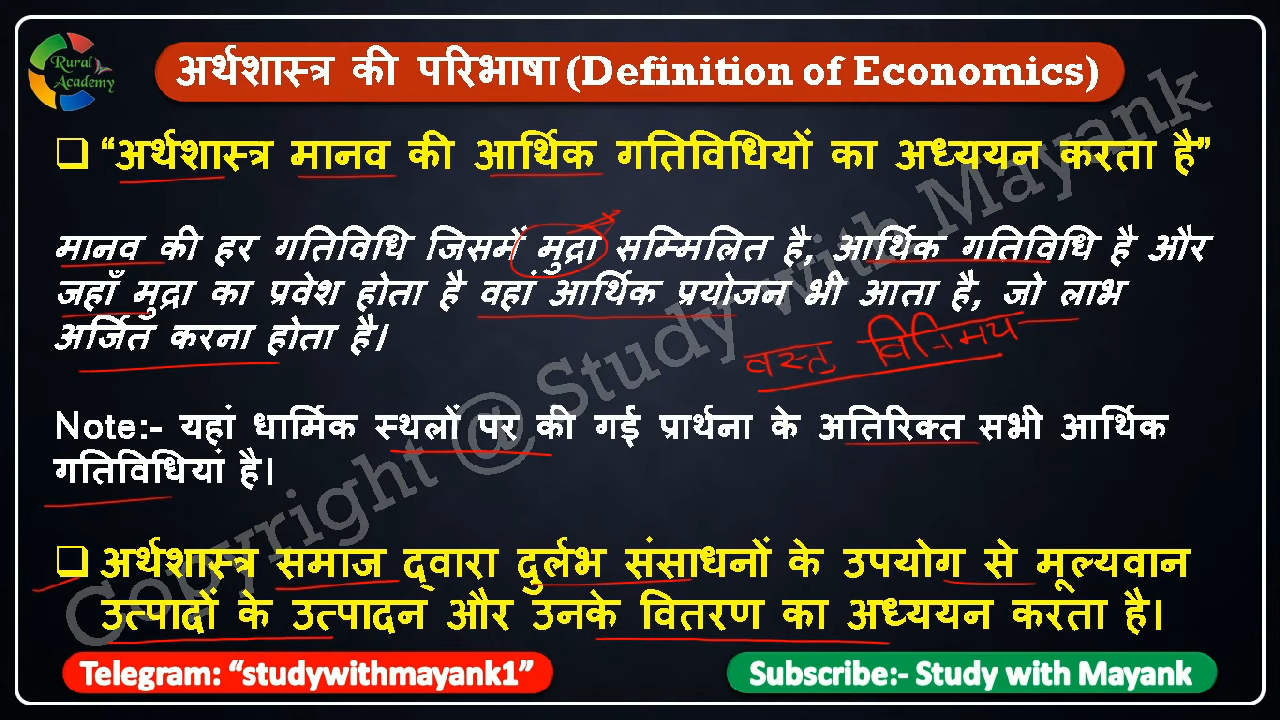 Rural
Academy
अर्थशास्त्र की परिभाषा (Definition of Economics)
“अर्थशास्त्र मानव की आर्थिक गतिविधियों का अध्ययन करता है”
मानव की हर गतिविधि जिसमें मुद्रा सम्मिलित है, आर्थिक गतिविधि है और
जहाँ मुद्रा का प्रवेश होता है वहां आर्थिक प्रयोजन भी आता है, जो लाभ
अर्जित करना होता है।
वस्तु विनिमय
Note:- यहां धार्मिक स्थलों पर की गई प्रार्थना के अतिरिक्त सभी आर्थिक
गतिविधियां है।
अर्थशास्त्र समाज द्वारा दुर्लभ संसाधनों के उपयोग से मूल्यवान
उत्पादों के उत्पादन और उनके वितरण का अध्ययन करता है।
Copyright @ Study with Mayank
Telegram: “studywithmayank1”
Subscribe:- Study with Mayank